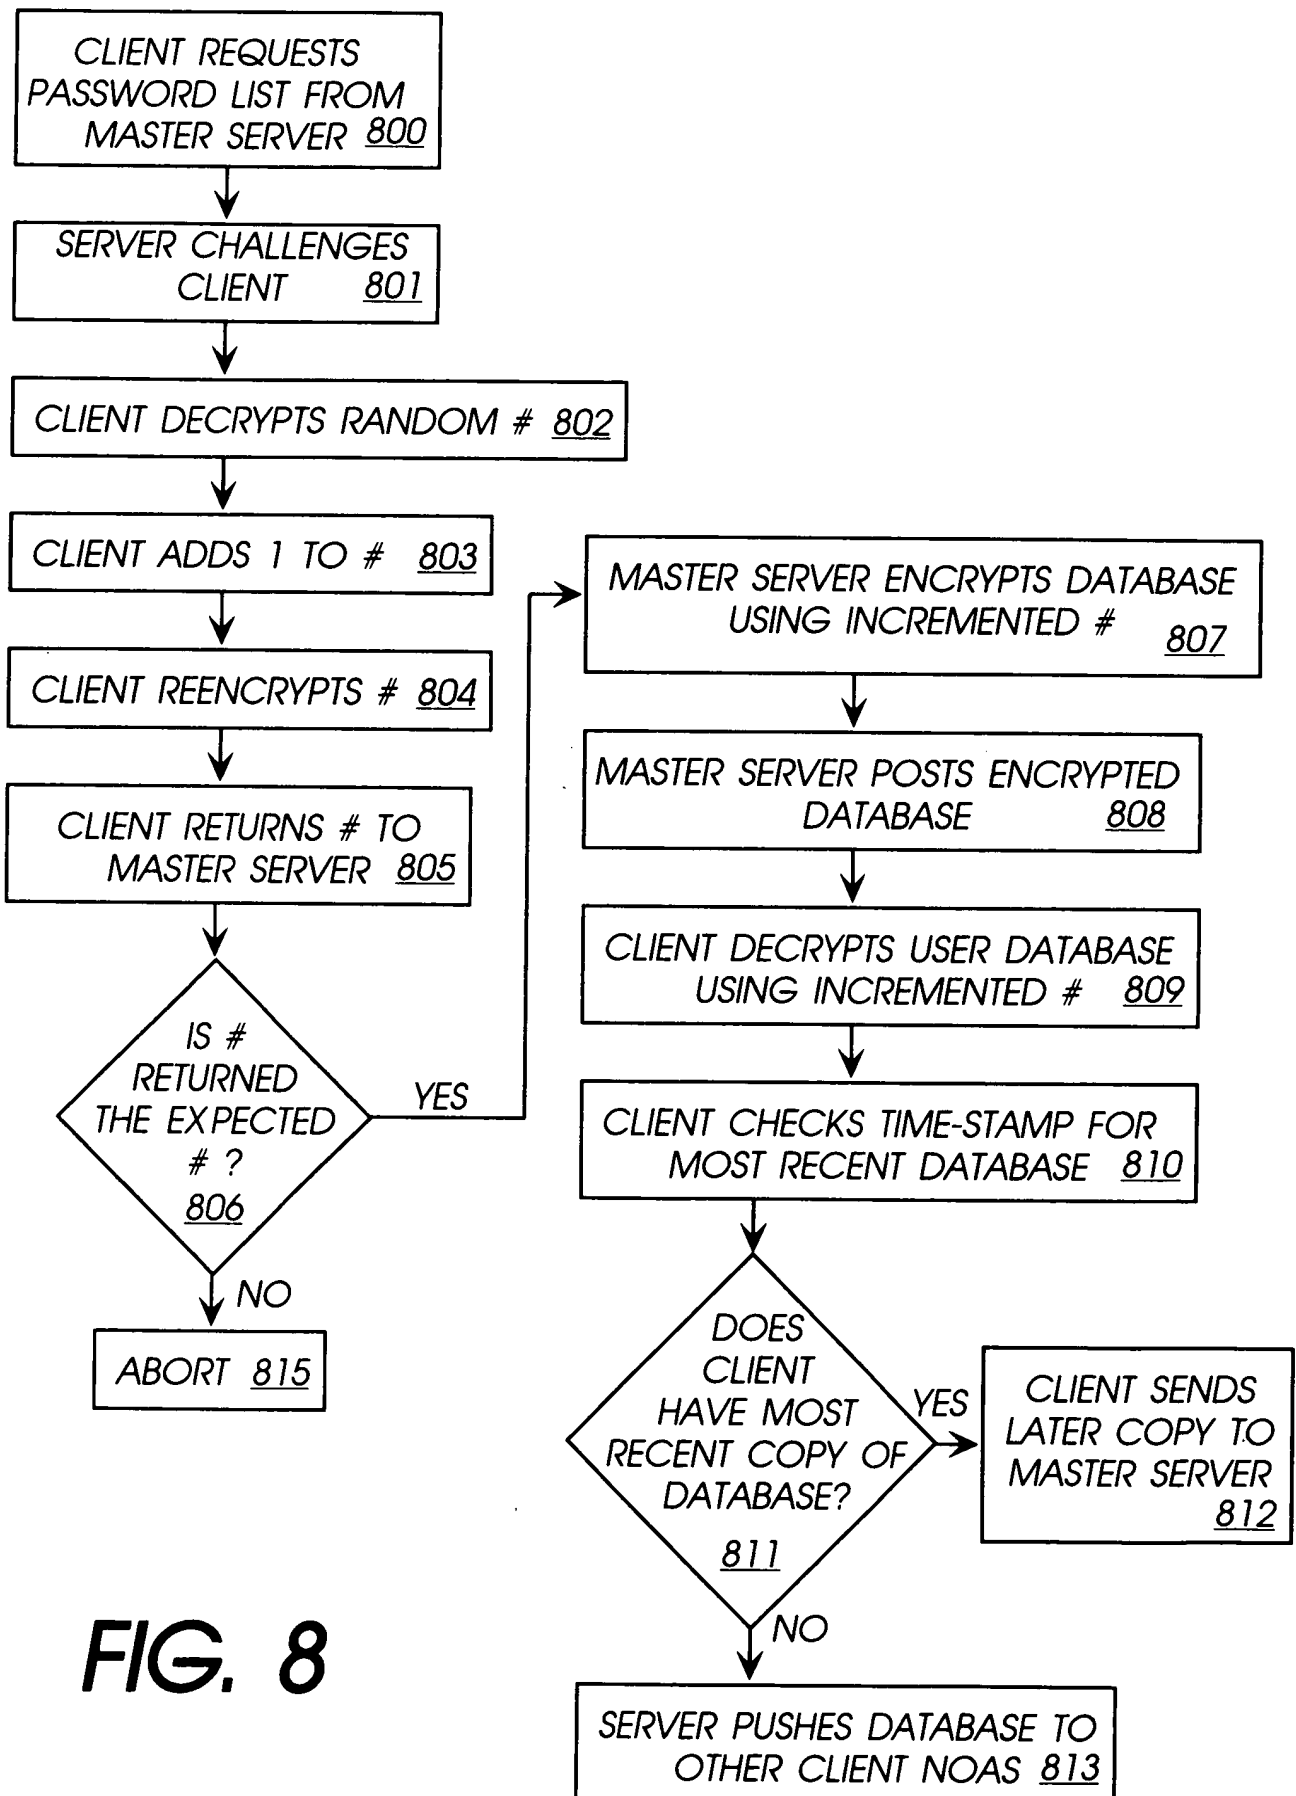 CLIENT REQUESTS
PASSWORD LIST FROM
MASTER SERVER 800
SERVER CHALLENGES
CLIENT 801
CLIENT DECRYPTS RANDOM # 802
CLIENT ADDS 1 TO # 803
CLIENT REENCRYPTS # 804
CLIENT RETURNS # TO
MASTER SERVER 805
IS #
RETURNED
THE EXPECTED
# ?
806
YES
NO
ABORT 815
MASTER SERVER ENCRYPTS DATABASE
USING INCREMENTED # 807
MASTER SERVER POSTS ENCRYPTED
DATABASE 808
CLIENT DECRYPTS USER DATABASE
USING INCREMENTED # 809
CLIENT CHECKS TIME-STAMP FOR
MOST RECENT DATABASE 810
DOES
CLIENT
HAVE MOST
RECENT COPY OF
DATABASE?
811
YES
CLIENT SENDS
LATER COPY TO
MASTER SERVER
812
NO
SERVER PUSHES DATABASE TO
OTHER CLIENT NOAS 813
FIG. 8